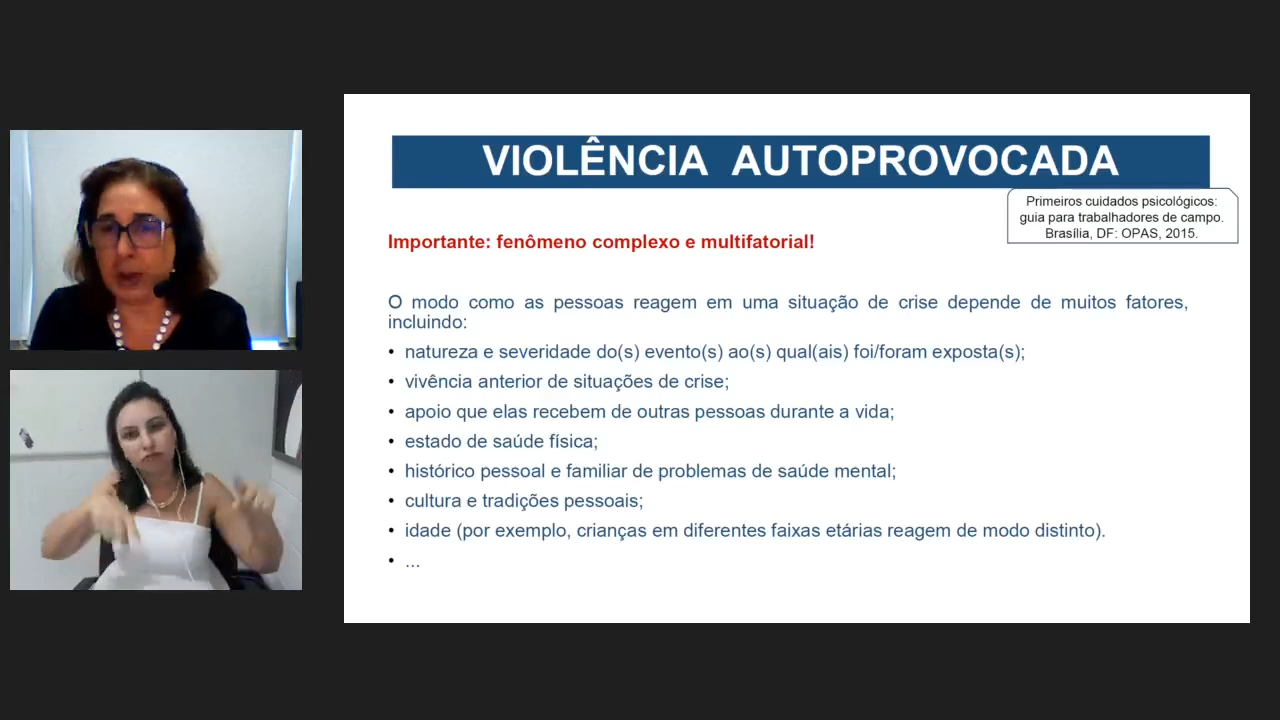 VIOLÊNCIA AUTOPROVOCADA
Primeiros cuidados psicológicos:
guia para trabalhadores de campo.
Brasília, DF: OPAS, 2015.
Importante: fenômeno complexo e multifatorial!
O modo como as pessoas reagem em uma situação de crise depende de muitos fatores,
incluindo:
• natureza e severidade do(s) evento(s) ao(s) qual(ais) foi/foram exposta(s);
• vivência anterior de situações de crise;
• apoio que elas recebem de outras pessoas durante a vida;
• estado de saúde física;
• histórico pessoal e familiar de problemas de saúde mental;
• cultura e tradições pessoais;
• idade (por exemplo, crianças em diferentes faixas etárias reagem de modo distinto).
• ...